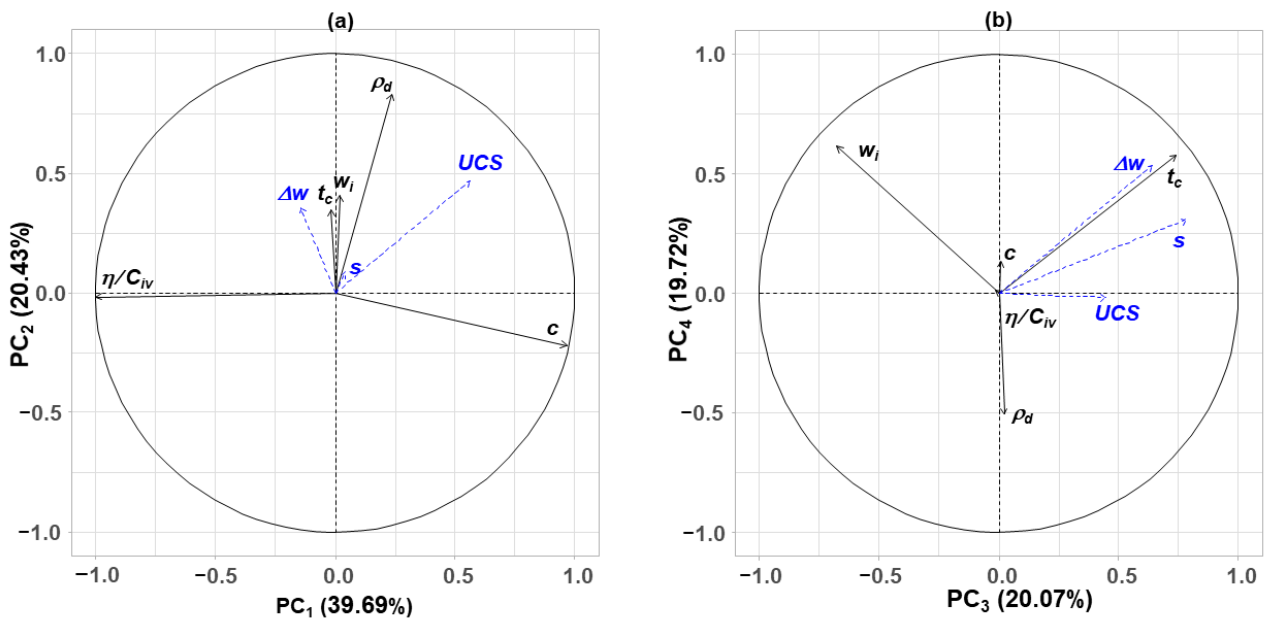 (a)
1.0
0.5
0.0
−0.5
−1.0
PC2 (20.43%)
ρd
UCS
Δw
tc
wi
s
η/Civ
c
−1.0 −0.5 0.0 0.5 1.0
PC1 (39.69%)
(b)
1.0
0.5
0.0
−0.5
−1.0
PC4 (19.72%)
wi
Δw
tc
s
c
UCS
η/Civ
ρd
−1.0 −0.5 0.0 0.5 1.0
PC3 (20.07%)